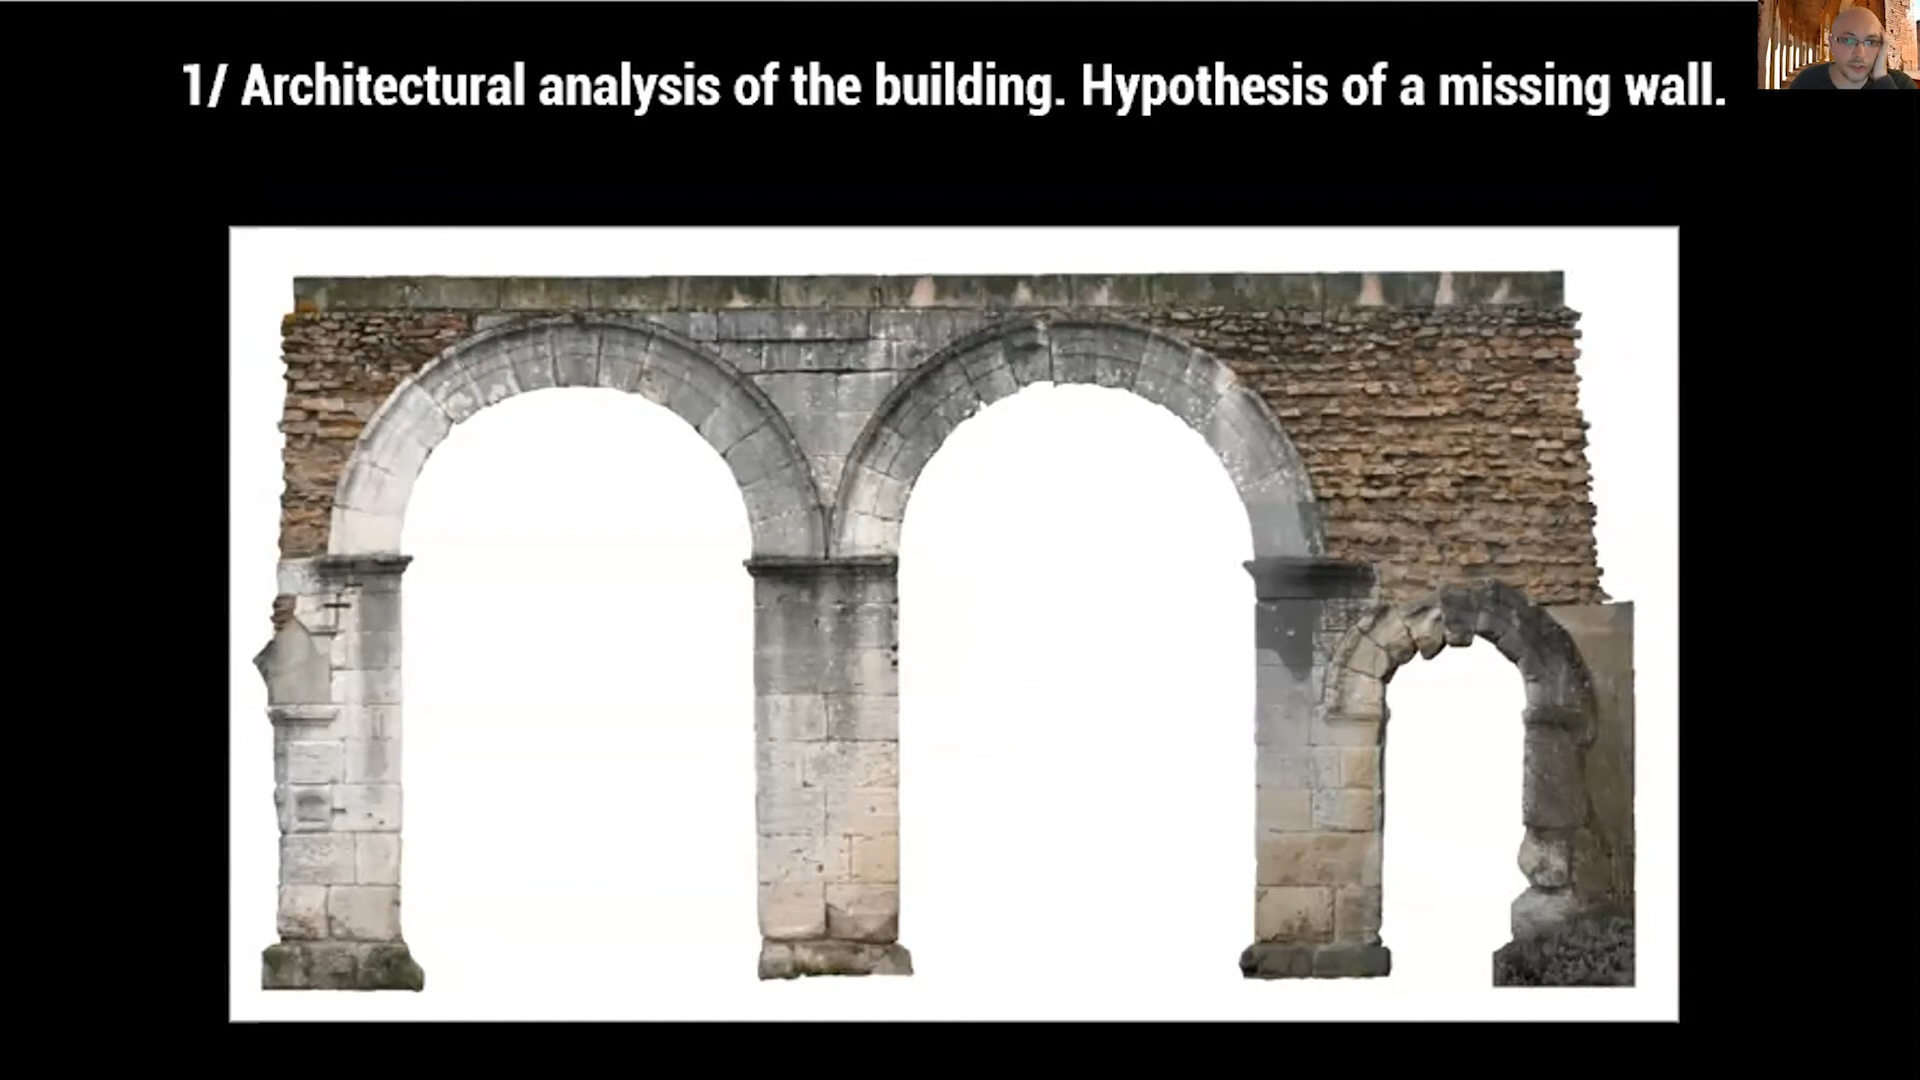 1/ Architectural analysis of the building. Hypothesis of a missing wall.